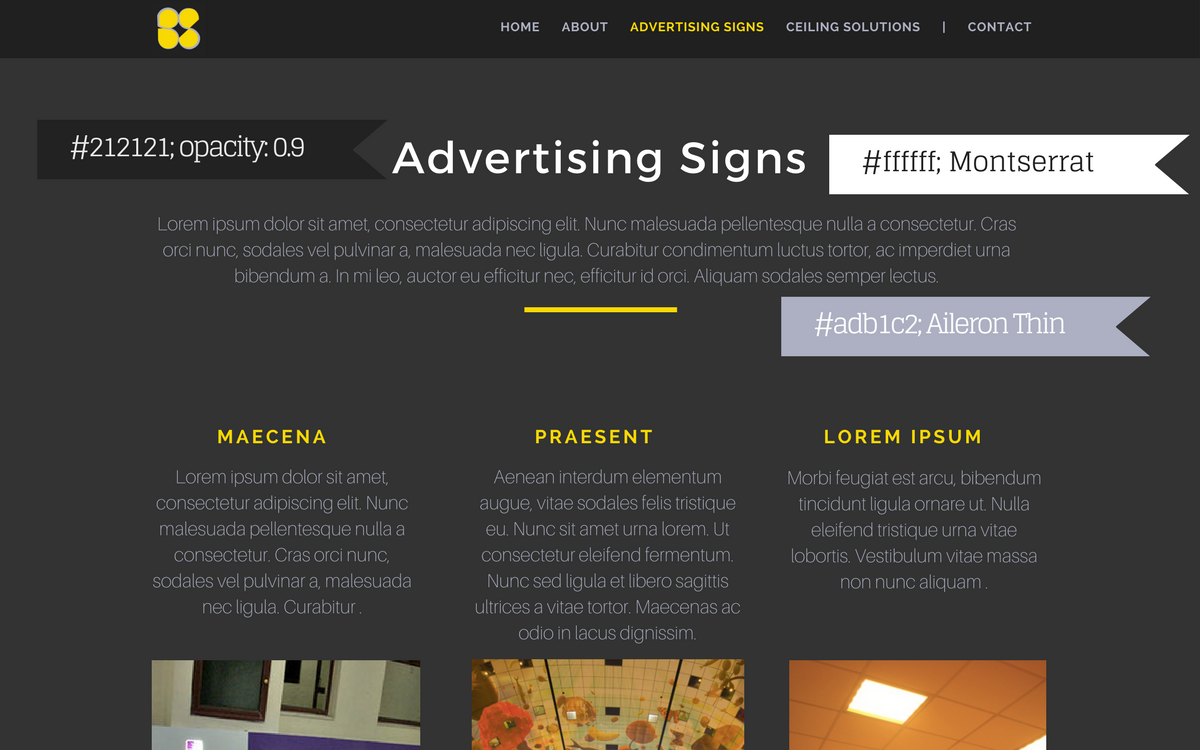 HOME ABOUT ADVERTISING SIGNS CEILING SOLUTIONS | CONTACT
#212121; opacity: 0.9
Advertising Signs
#ffffff; Montserrat
Lorem ipsum dolor sit amet, consectetur adipiscing elit. Nunc malesuada pellentesque nulla a consectetur. Cras
orci nunc, sodales vel pulvinar a, malesuada nec ligula. Curabitur condimentum luctus tortor, ac imperdiet urna
bibendum a. In mi leo, auctor eu efficitur nec, efficitur id orci. Aliquam sodales semper lectus.
#adb1c2; Aileron Thin
MAECENA
Lorem ipsum dolor sit amet,
consectetur adipiscing elit. Nunc
malesuada pellentesque nulla a
consectetur. Cras orci nunc,
sodales vel pulvinar a, malesuada
nec ligula. Curabitur .
PRAESENT
Aenean interdum elementum
augue, vitae sodales felis tristique
eu. Nunc sit amet urna lorem. Ut
consectetur eleifend fermentum.
Nunc sed ligula et libero sagittis
ultrices a vitae tortor. Maecenas ac
odio in lacus dignissim.
LOREM IPSUM
Morbi feugiat est arcu, bibendum
tincidunt ligula ornare ut. Nulla
eleifend tristique urna vitae
lobortis. Vestibulum vitae massa
non nunc aliquam .